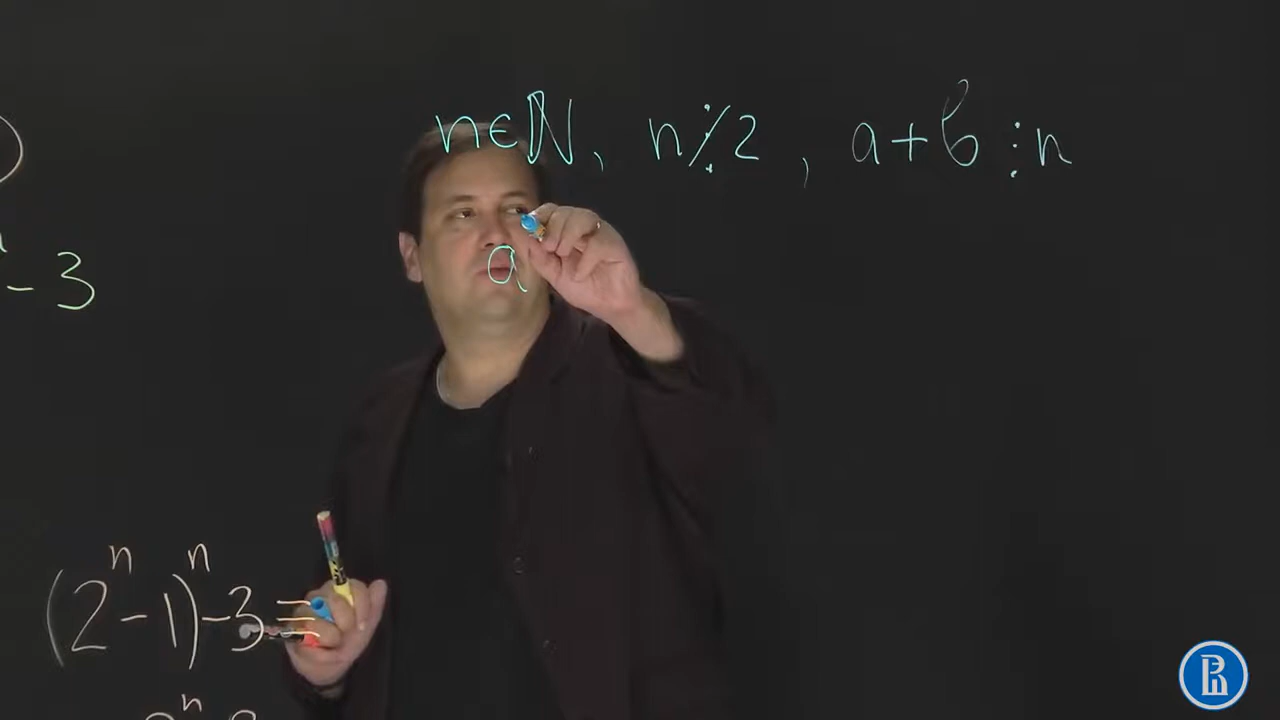 n∈ℕ, n⋮̸2, a+b⋮n
- 3
a
(2ⁿ-1)ⁿ-3≡